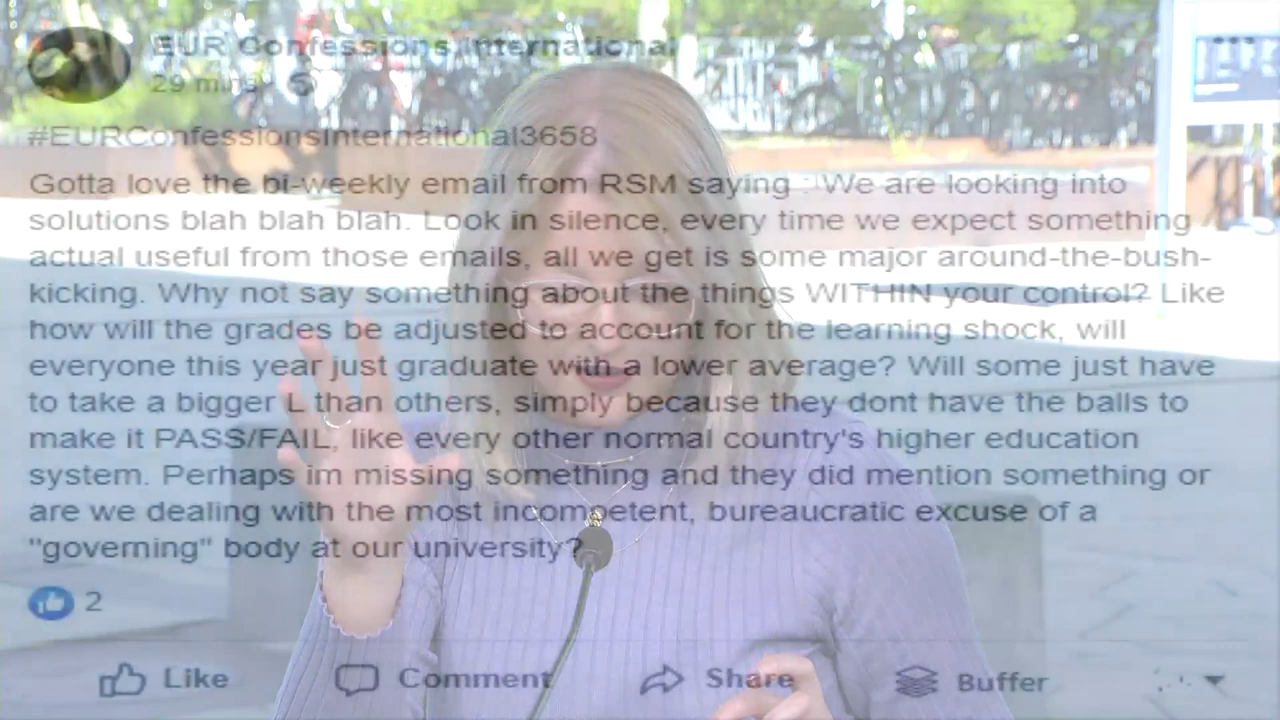 EUR Confessions International
29 mins
#EURConfessionsInternational3658
Gotta love the bi-weekly email from RSM saying : We are looking into
solutions blah blah blah. Look in silence, every time we expect something
actual useful from those emails, all we get is some major around-the-bush-
kicking. Why not say something about the things WITHIN your control? Like
how will the grades be adjusted to account for the learning shock, will
everyone this year just graduate with a lower average? Will some just have
to take a bigger L than others, simply because they dont have the balls to
make it PASS/FAIL, like every other normal country's higher education
system. Perhaps im missing something and they did mention something or
are we dealing with the most incompetent, bureaucratic excuse of a
"governing" body at our university?
2
Like Comment Share Buffer